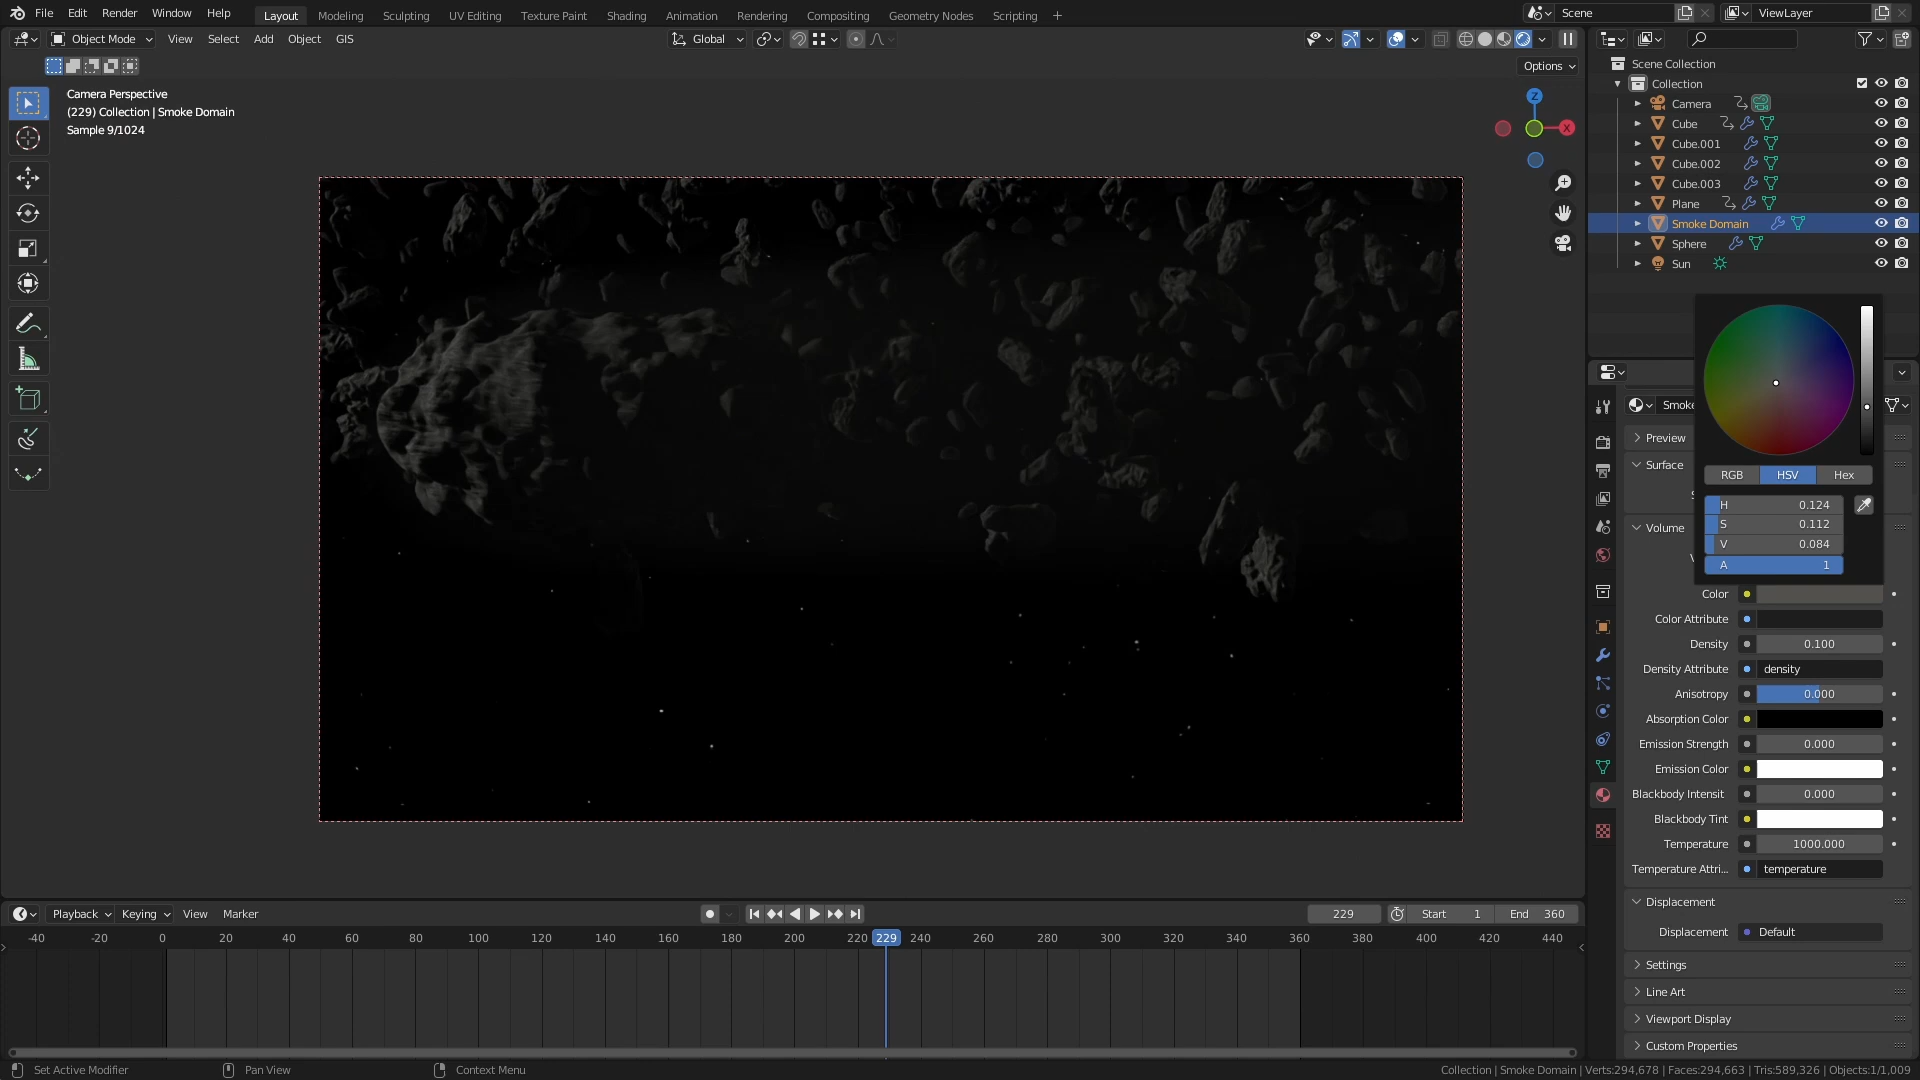 File Edit Render Window Help Layout Modeling Sculpting UV Editing Texture Paint Shading Animation Rendering Compositing Geometry Nodes Scripting + Scene ViewLayer
Object Mode View Select Add Object GIS Global
Options
Camera Perspective
(229) Collection | Smoke Domain
Sample 9/1024
Z
X
Scene Collection
Collection
Camera
Cube
Cube.001
Cube.002
Cube.003
Plane
Smoke Domain
Sphere
Sun
Smoke
Preview
Surface
Volume
RGB HSV Hex
H 0.124
S 0.112
V 0.084
A 1
Color
Color Attribute
Density 0.100
Density Attribute density
Anisotropy 0.000
Absorption Color
Emission Strength 0.000
Emission Color
Blackbody Intensit 0.000
Blackbody Tint
Temperature 1000.000
Temperature Attri... temperature
Displacement
Displacement Default
Settings
Line Art
Viewport Display
Custom Properties
Playback Keying View Marker 229 Start 1 End 360
-40 -20 0 20 40 60 80 100 120 140 160 180 200 220 229 240 260 280 300 320 340 360 380 400 420 440
Set Active Modifier Pan View Context Menu Collection | Smoke Domain | Verts:294,678 | Faces:294,663 | Tris:589,326 | Objects:1/1,009